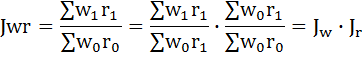 Jwr = ∑w₁r₁ / ∑w₀r₀ = ∑w₁r₁ / ∑w₀r₁ · ∑w₀r₁ / ∑w₀r₀ = J_w · J_r